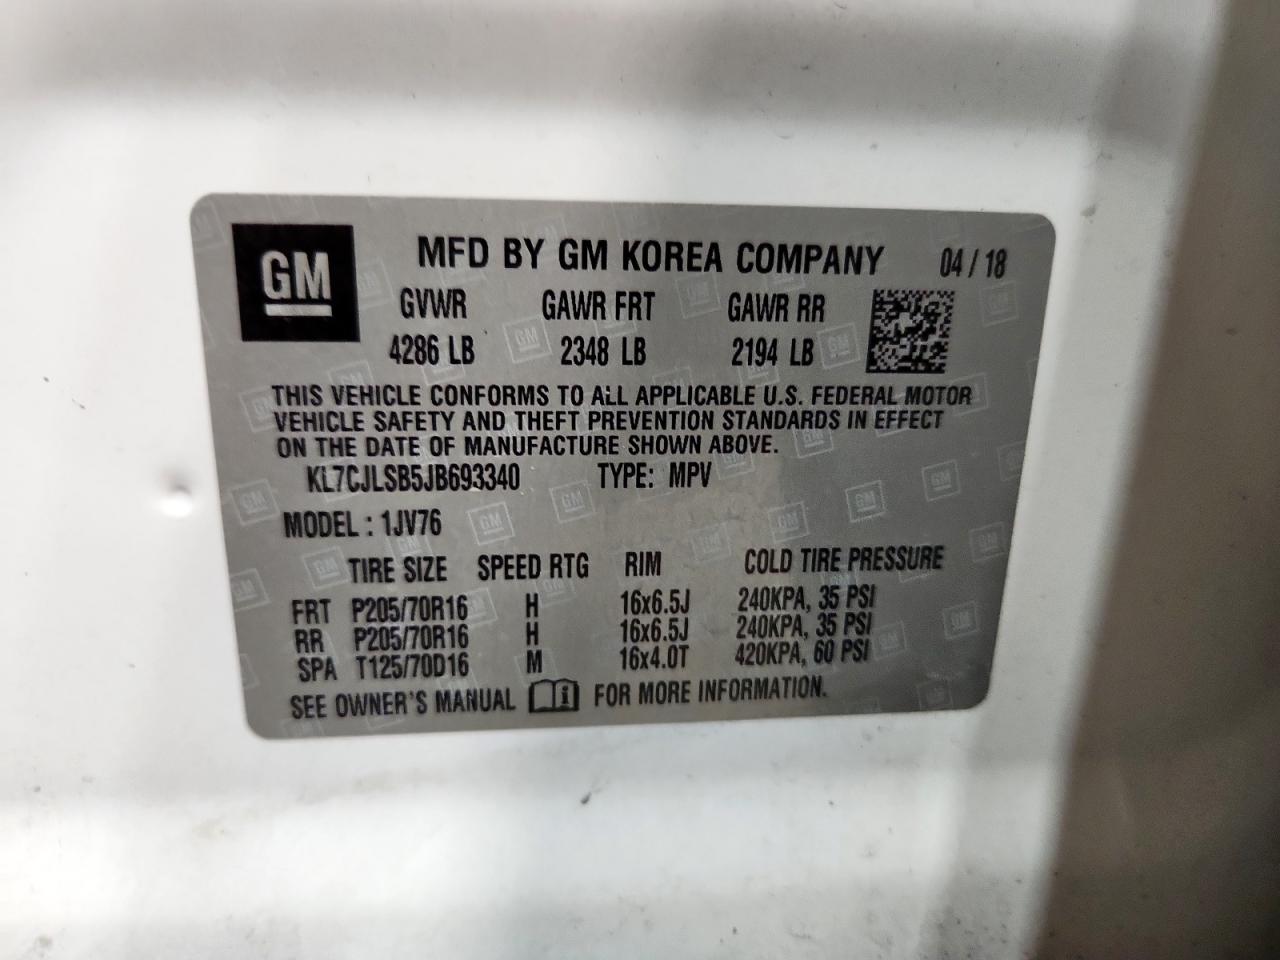 GM
MFD BY GM KOREA COMPANY 04 / 18
GVWR GAWR FRT GAWR RR
4286 LB 2348 LB 2194 LB
THIS VEHICLE CONFORMS TO ALL APPLICABLE U.S. FEDERAL MOTOR
VEHICLE SAFETY AND THEFT PREVENTION STANDARDS IN EFFECT
ON THE DATE OF MANUFACTURE SHOWN ABOVE.
KL7CJLSB5JB693340 TYPE: MPV
MODEL : 1JV76
TIRE SIZE SPEED RTG RIM COLD TIRE PRESSURE
FRT P205/70R16 H 16x6.5J 240KPA, 35 PSI
RR P205/70R16 H 16x6.5J 240KPA, 35 PSI
SPA T125/70D16 M 16x4.0T 420KPA, 60 PSI
SEE OWNER'S MANUAL i FOR MORE INFORMATION.